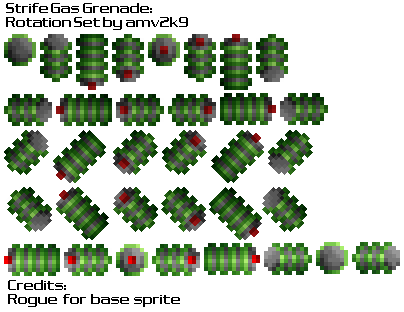 Strife Gas Grenade:
Rotation Set by amv2k9
Credits:
Rogue for base sprite